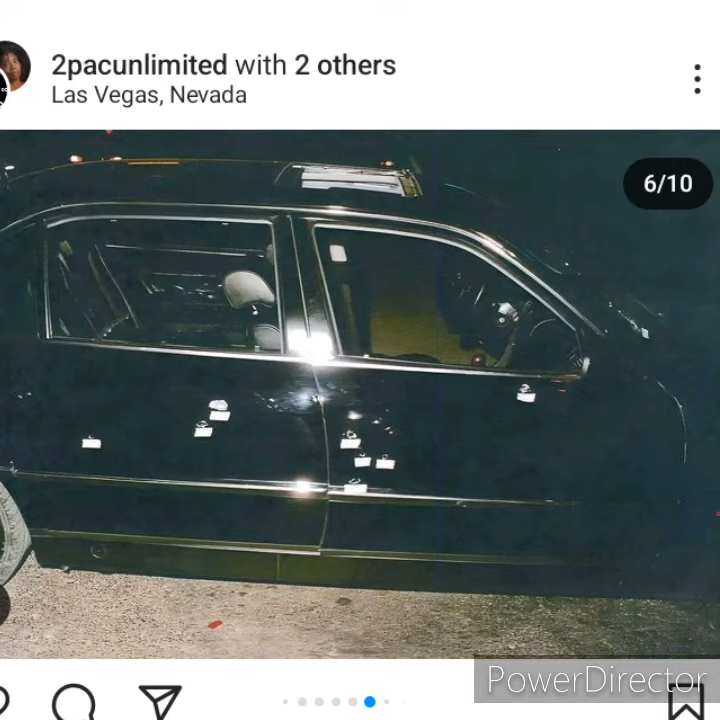 2pacunlimited with 2 others
Las Vegas, Nevada
6/10
PowerDirector